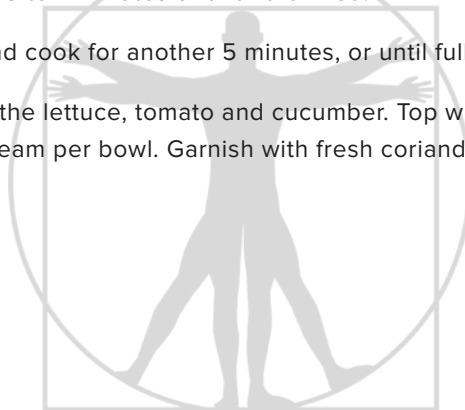 nd cook for another 5 minutes, or until full
the lettuce, tomato and cucumber. Top w
eam per bowl. Garnish with fresh coriand